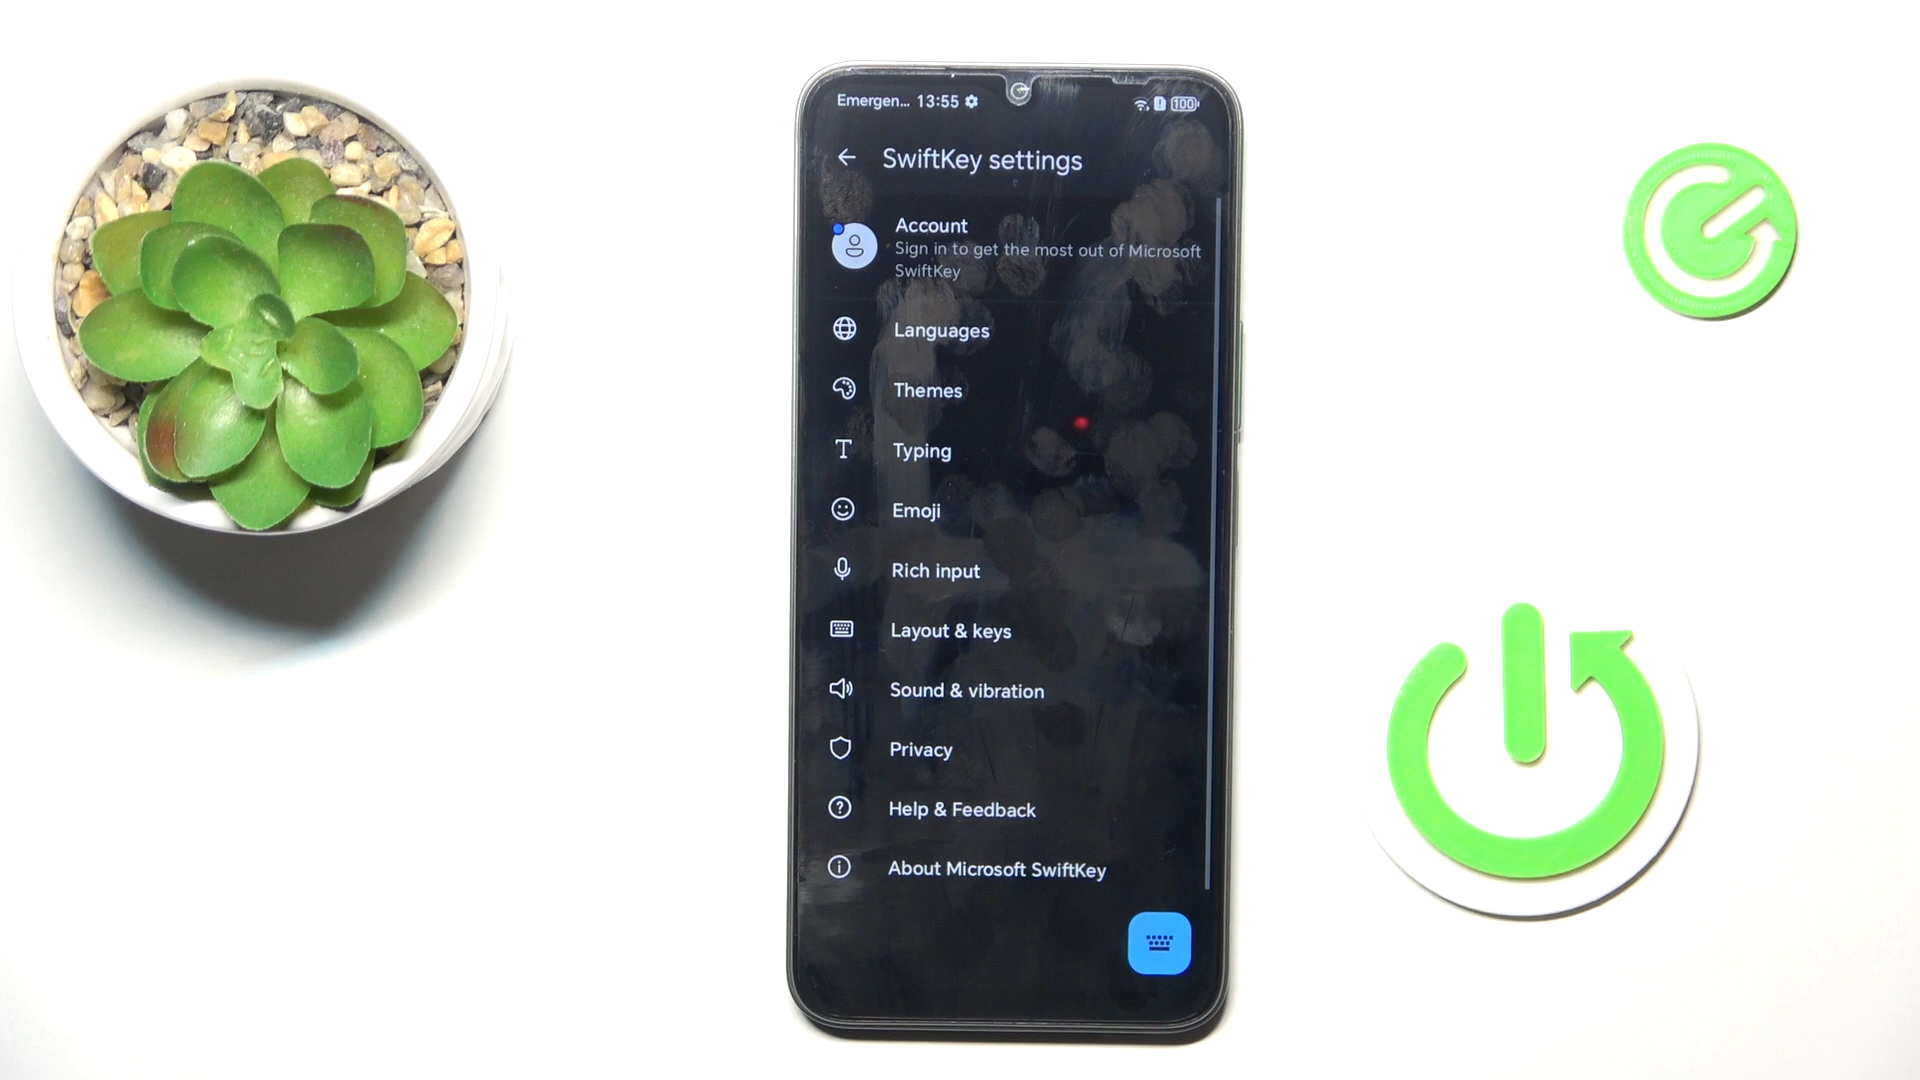 Emergen... 13:55 100
SwiftKey settings
Account
Sign in to get the most out of Microsoft
SwiftKey
Languages
Themes
Typing
Emoji
Rich input
Layout & keys
Sound & vibration
Privacy
Help & Feedback
About Microsoft SwiftKey